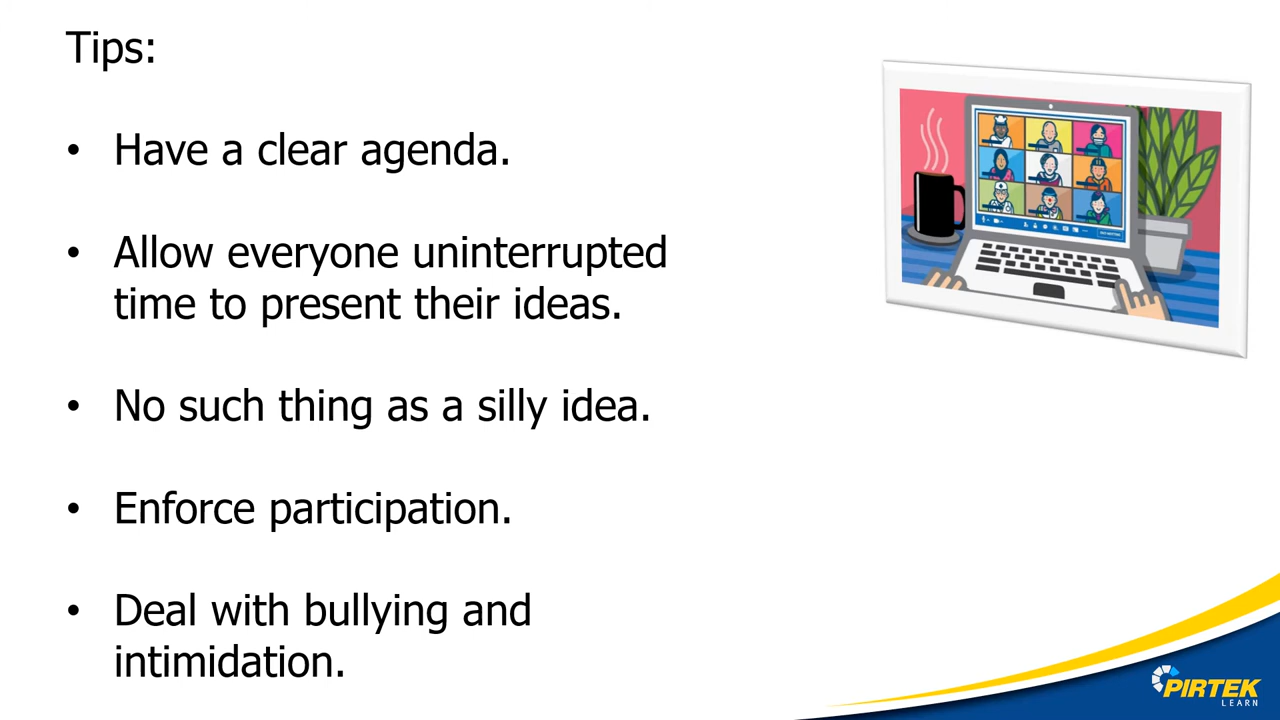 Tips:
• Have a clear agenda.
• Allow everyone uninterrupted
time to present their ideas.
• No such thing as a silly idea.
• Enforce participation.
• Deal with bullying and
intimidation.
PIRTEK
LEARN